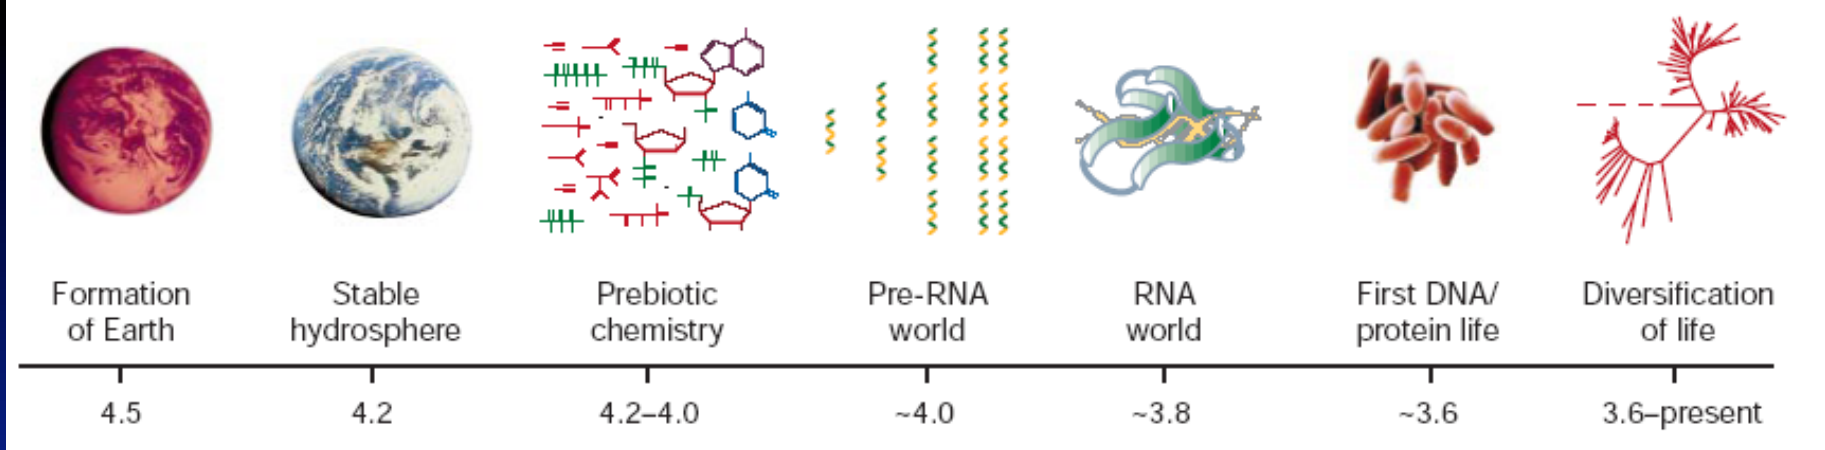 Formation
of Earth
Stable
hydrosphere
Prebiotic
chemistry
Pre-RNA
world
RNA
world
First DNA/
protein life
Diversification
of life
4.5
4.2
4.2–4.0
~4.0
~3.8
~3.6
3.6–present